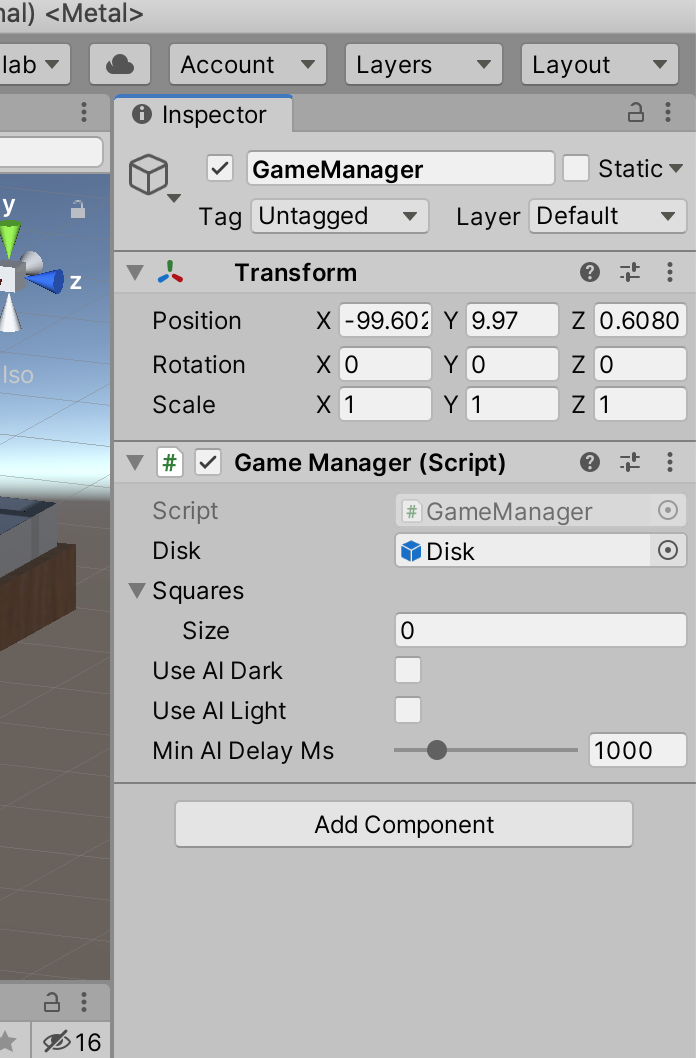 nal) <Metal>
lab
Account
Layers
Layout
Inspector
GameManager
Static
Tag Untagged Layer Default
y
z
Iso
Transform
Position X -99.602 Y 9.97 Z 0.6080
Rotation X 0 Y 0 Z 0
Scale X 1 Y 1 Z 1
# Game Manager (Script)
Script # GameManager
Disk Disk
Squares
Size 0
Use AI Dark
Use AI Light
Min AI Delay Ms 1000
Add Component
16